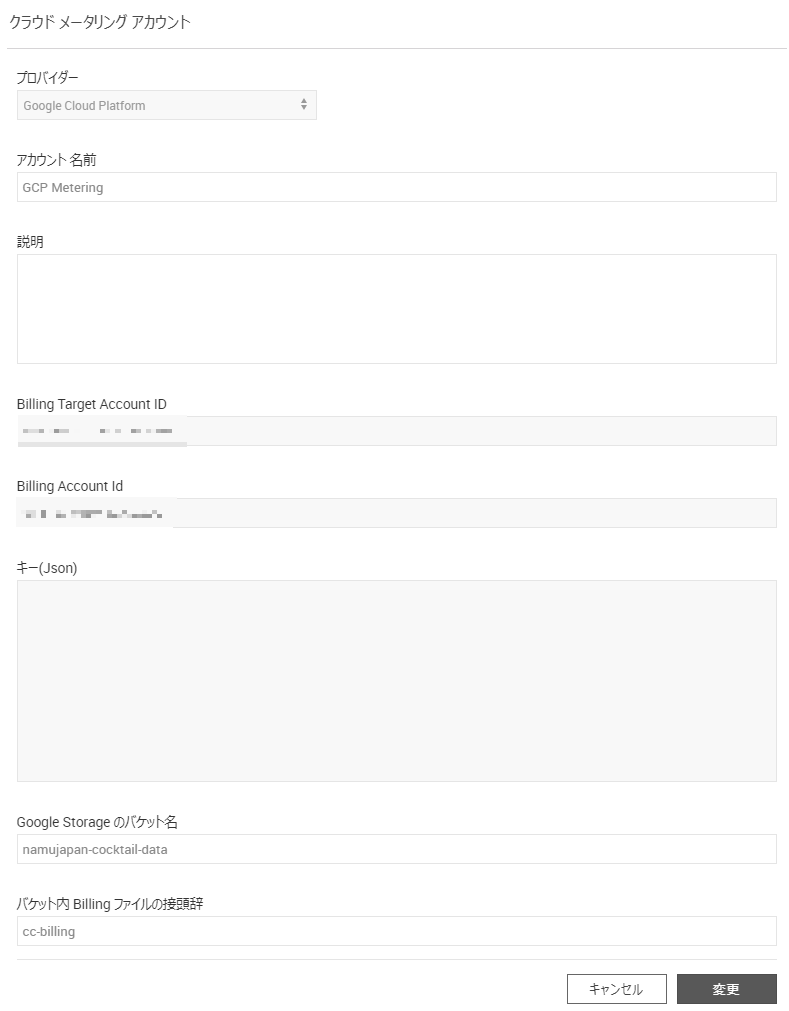 クラウド メータリング アカウント
プロバイダー
Google Cloud Platform
アカウント 名前
GCP Metering
説明
Billing Target Account ID
Billing Account Id
キー(Json)
Google Storage のバケット名
namujapan-cocktail-data
バケット内 Billing ファイルの接頭辞
cc-billing
キャンセル
変更